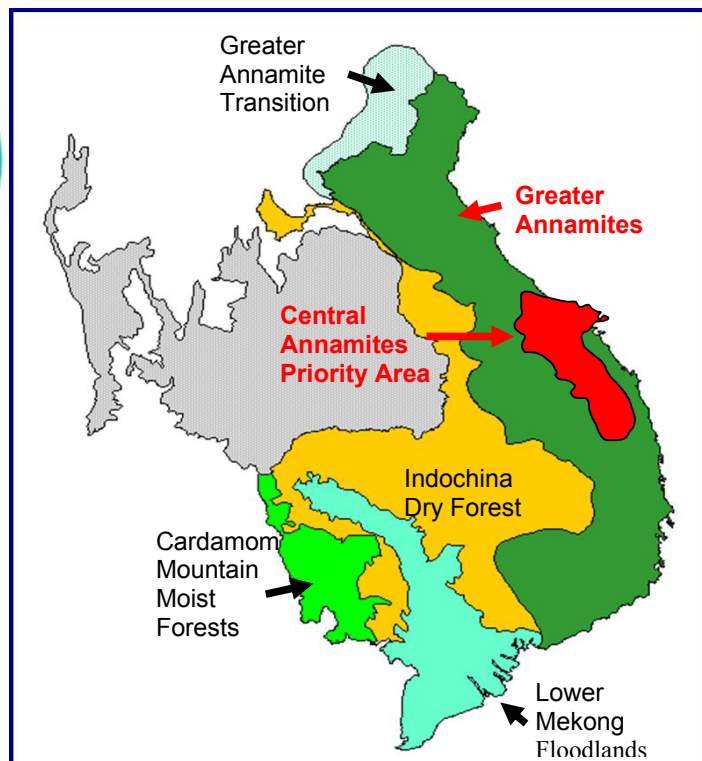 Greater
Annamite
Transition
Greater
Annamites
Central
Annamites
Priority Area
Indochina
Dry Forest
Cardamom
Mountain
Moist
Forests
Lower
Mekong
Floodlands